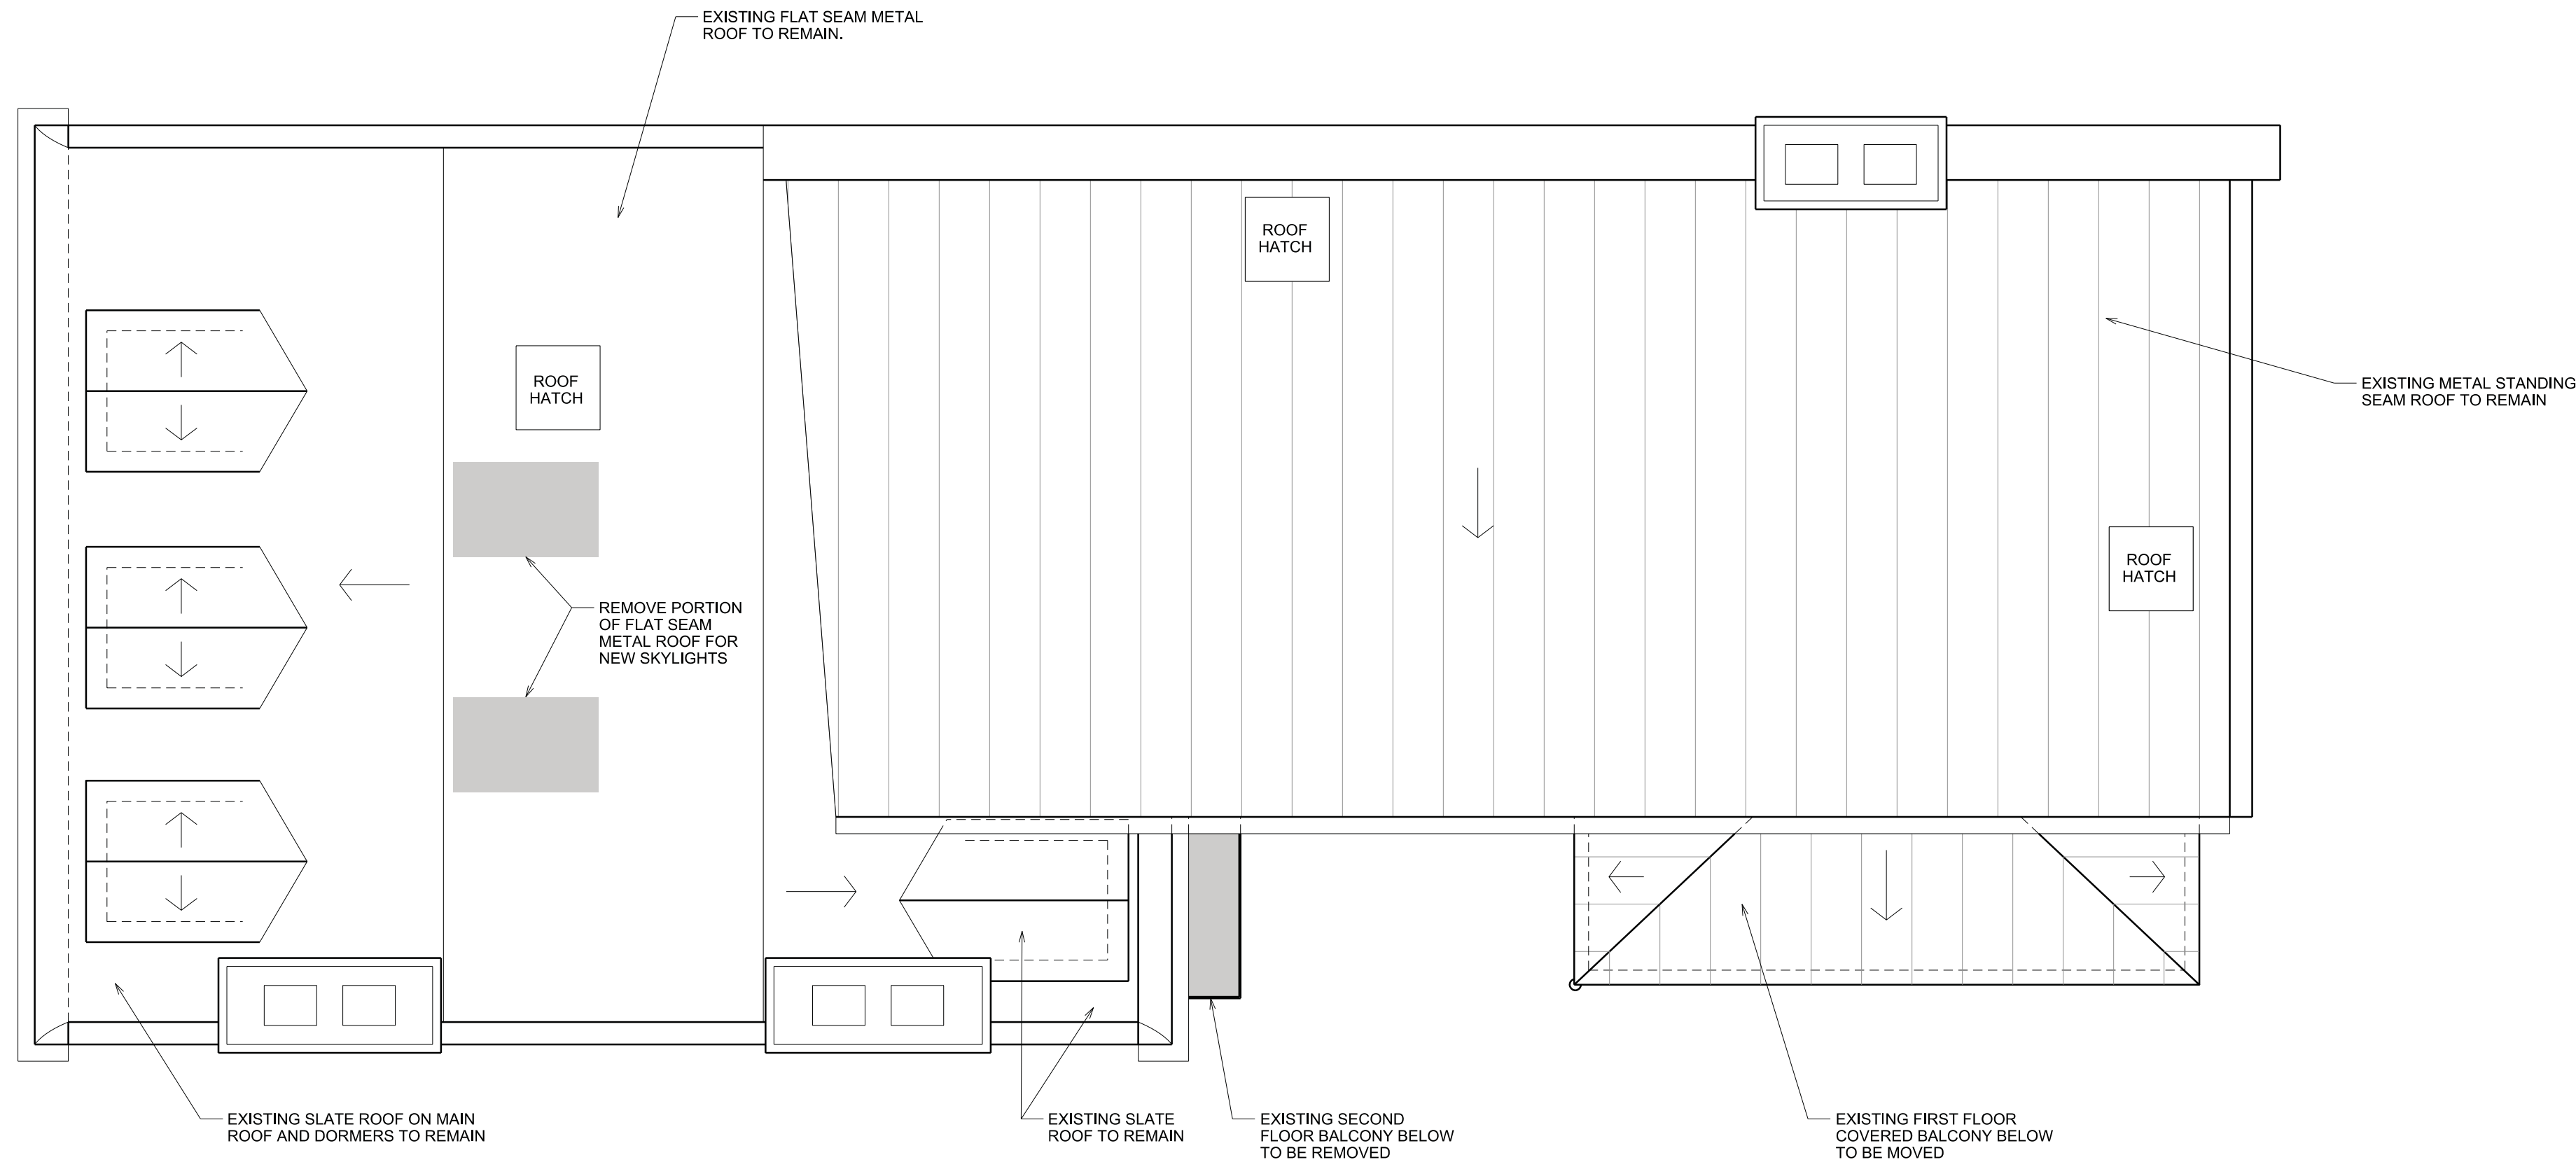 EXISTING FLAT SEAM METAL
ROOF TO REMAIN.
ROOF
HATCH
ROOF
HATCH
EXISTING METAL STANDING
SEAM ROOF TO REMAIN
ROOF
HATCH
REMOVE PORTION
OF FLAT SEAM
METAL ROOF FOR
NEW SKYLIGHTS
EXISTING SLATE ROOF ON MAIN
ROOF AND DORMERS TO REMAIN
EXISTING SLATE
ROOF TO REMAIN
EXISTING SECOND
FLOOR BALCONY BELOW
TO BE REMOVED
EXISTING FIRST FLOOR
COVERED BALCONY BELOW
TO BE MOVED